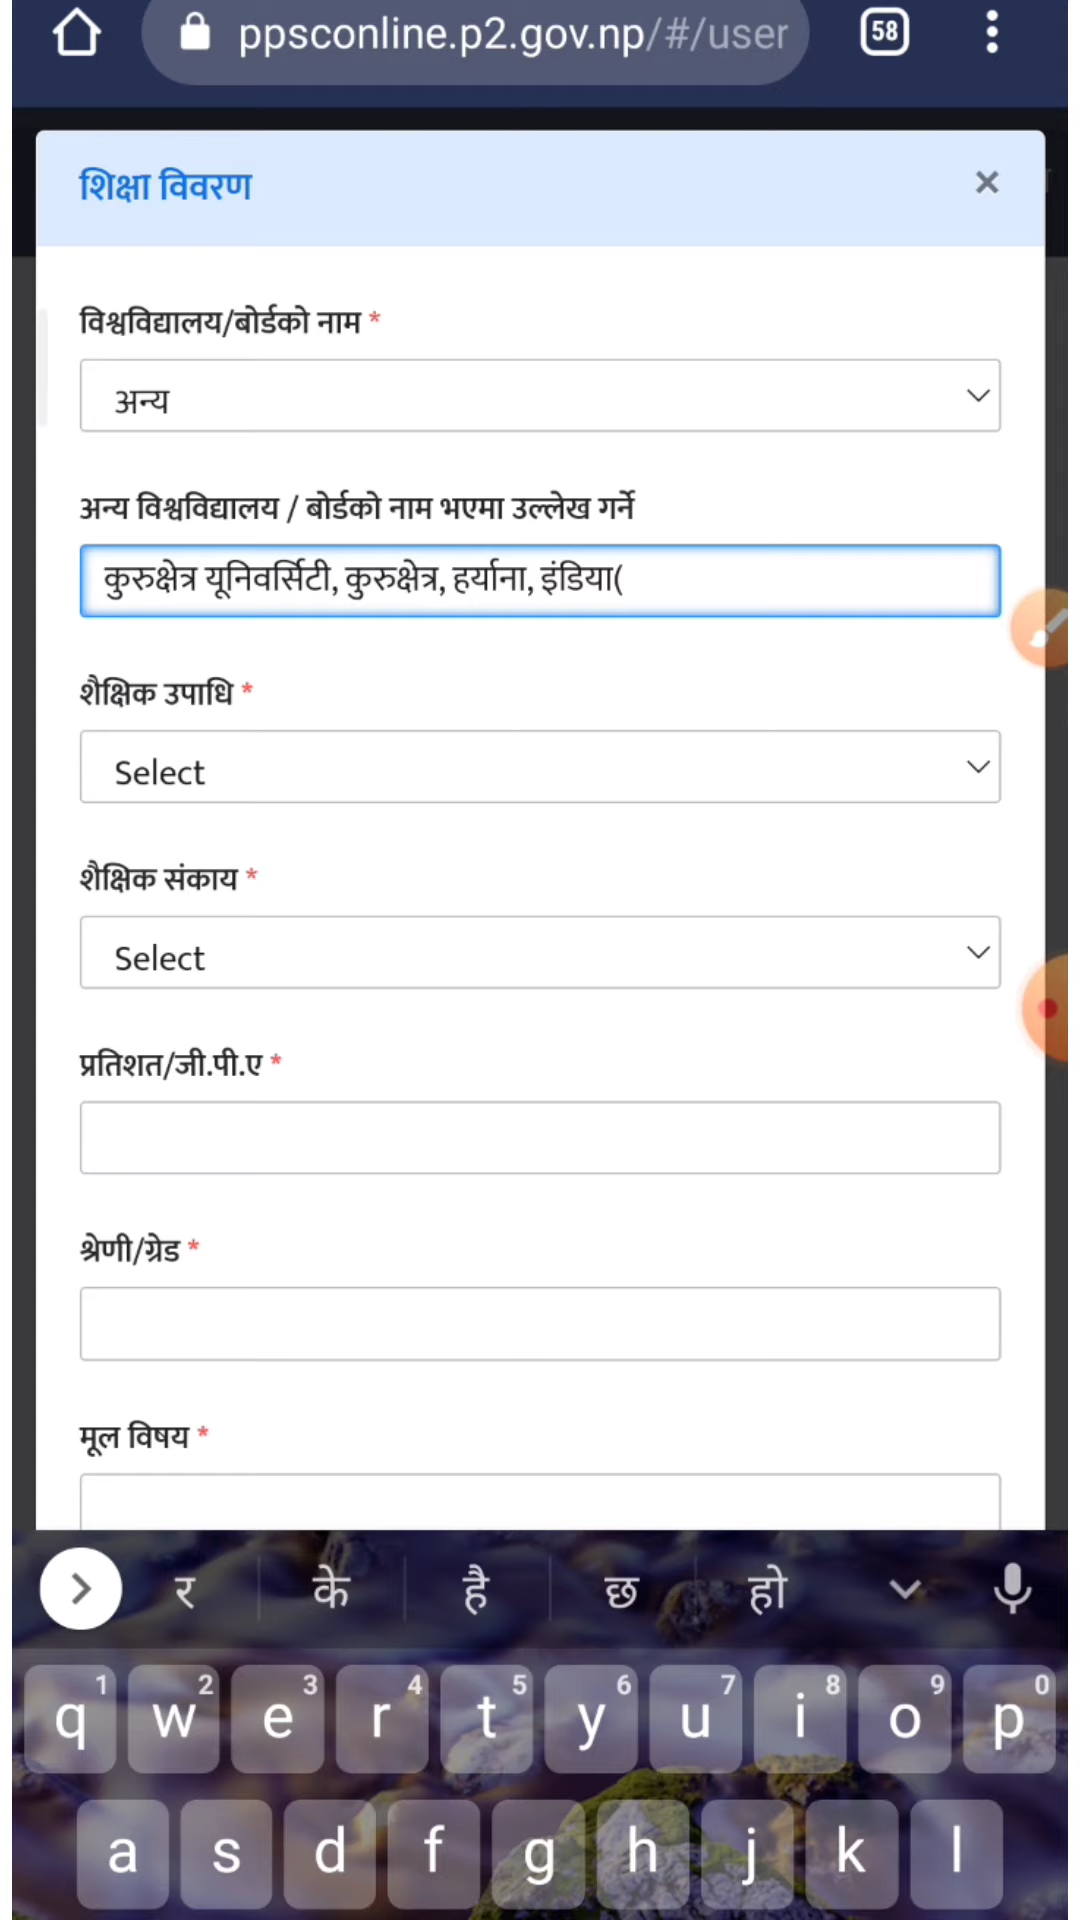 ppsconline.p2.gov.np/#/user
58
शिक्षा विवरण
×
विश्वविद्यालय/बोर्डको नाम *
अन्य
अन्य विश्वविद्यालय / बोर्डको नाम भएमा उल्लेख गर्ने
कुरुक्षेत्र यूनिवर्सिटी, कुरुक्षेत्र, हर्याना, इंडिया(
शैक्षिक उपाधि *
Select
शैक्षिक संकाय *
Select
प्रतिशत/जी.पी.ए *
श्रेणी/ग्रेड *
मूल विषय *
र के है छ हो
1 2 3 4 5 6 7 8 9 0
q w e r t y u i o p
a s d f g h j k l